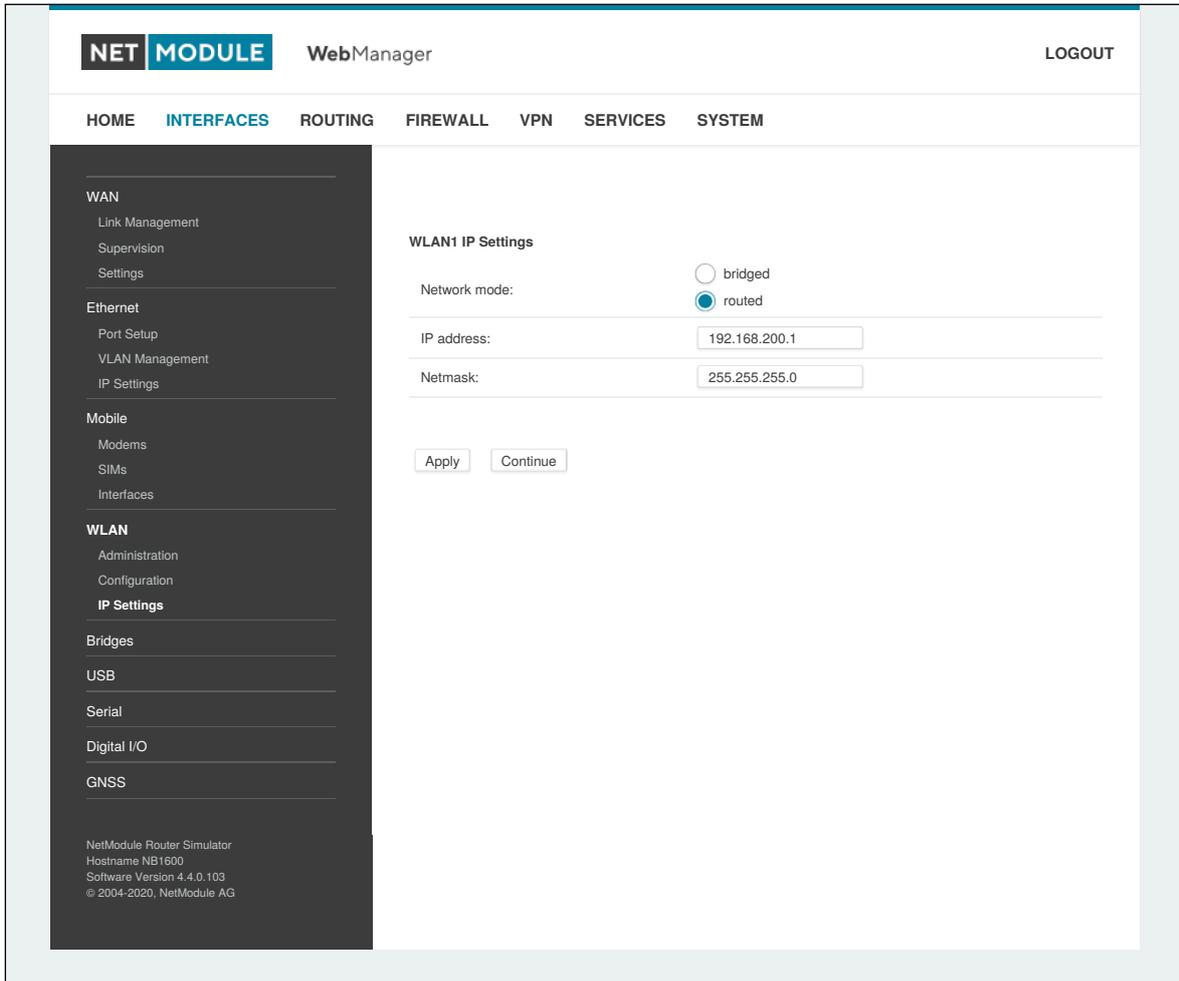 NET MODULE WebManager LOGOUT
HOME INTERFACES ROUTING FIREWALL VPN SERVICES SYSTEM
WAN
Link Management
Supervision
Settings
Ethernet
Port Setup
VLAN Management
IP Settings
Mobile
Modems
SIMs
Interfaces
WLAN
Administration
Configuration
IP Settings
Bridges
USB
Serial
Digital I/O
GNSS
NetModule Router Simulator
Hostname NB1600
Software Version 4.4.0.103
© 2004-2020, NetModule AG
WLAN1 IP Settings
Network mode:
bridged
routed
IP address: 192.168.200.1
Netmask: 255.255.255.0
Apply Continue